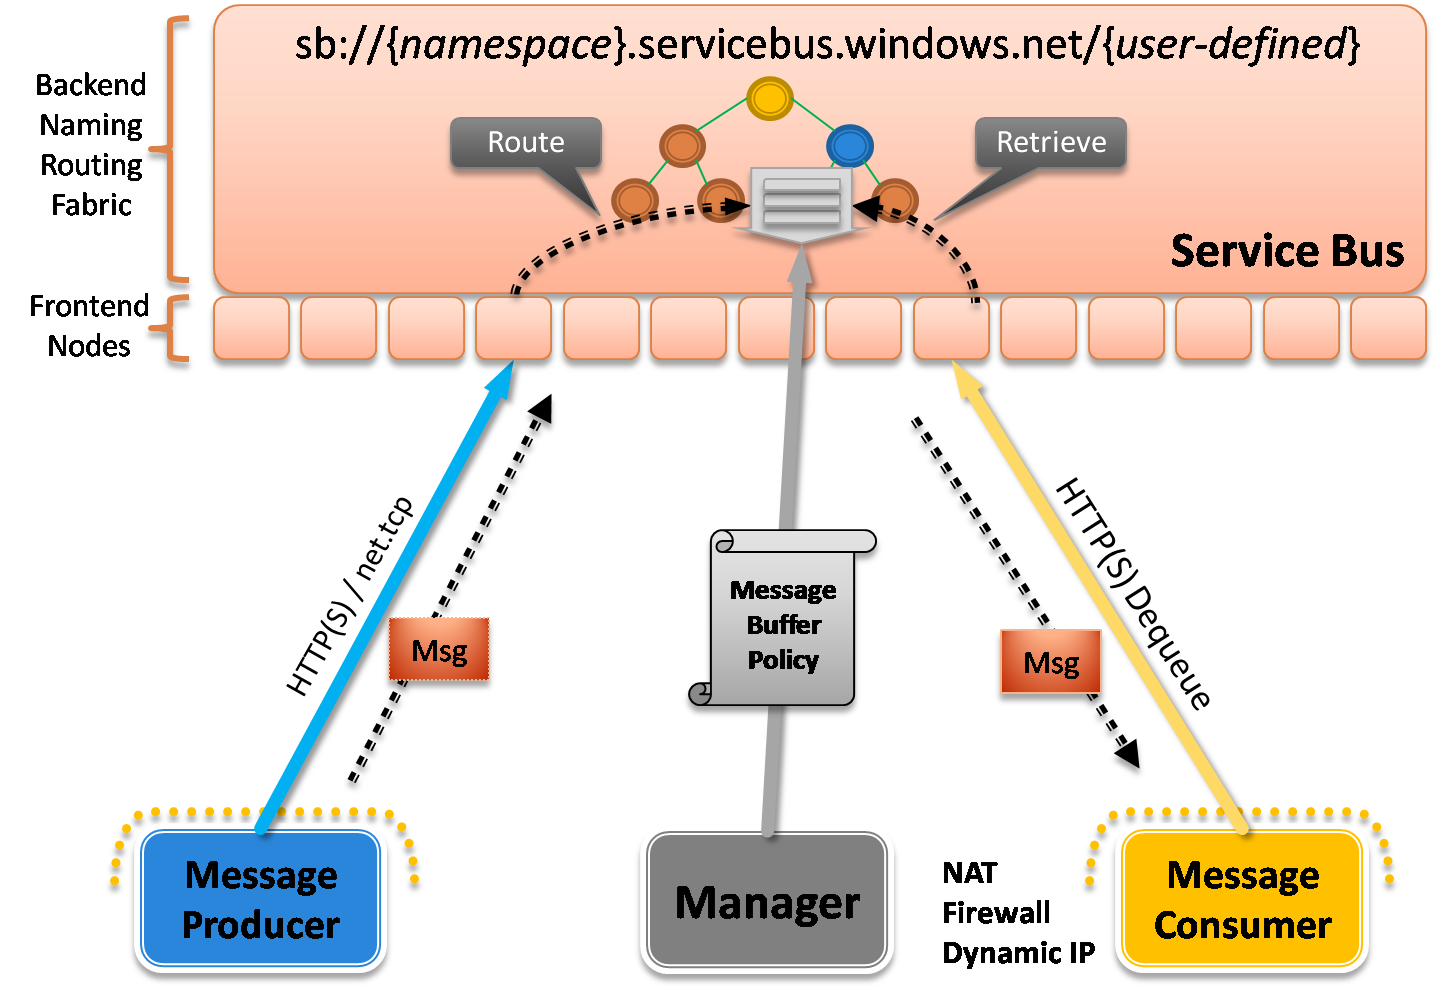 sb://{namespace}.servicebus.windows.net/{user-defined}
Backend
Naming
Routing
Fabric
Route
Retrieve
Service Bus
Frontend
Nodes
HTTP(S) / net.tcp
Msg
Message
Buffer
Policy
Msg
HTTP(S) Dequeue
Message
Producer
Manager
NAT
Firewall
Dynamic IP
Message
Consumer